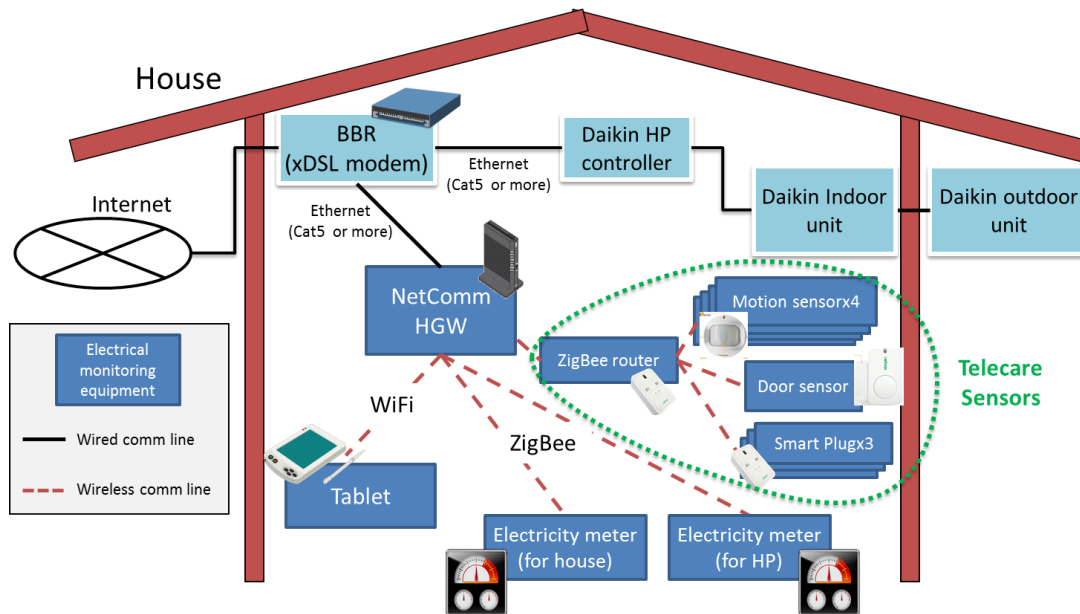 House
BBR
(xDSL modem)
Ethernet
(Cat5 or more)
Daikin HP
controller
Internet
Ethernet
(Cat5 or more)
Daikin Indoor
unit
Daikin outdoor
unit
NetComm
HGW
Motion sensorx4
ZigBee router
Door sensor
Telecare
Sensors
Smart Plugx3
Electrical
monitoring
equipment
Wired comm line
Wireless comm line
WiFi
ZigBee
Tablet
Electricity meter
(for house)
Electricity meter
(for HP)